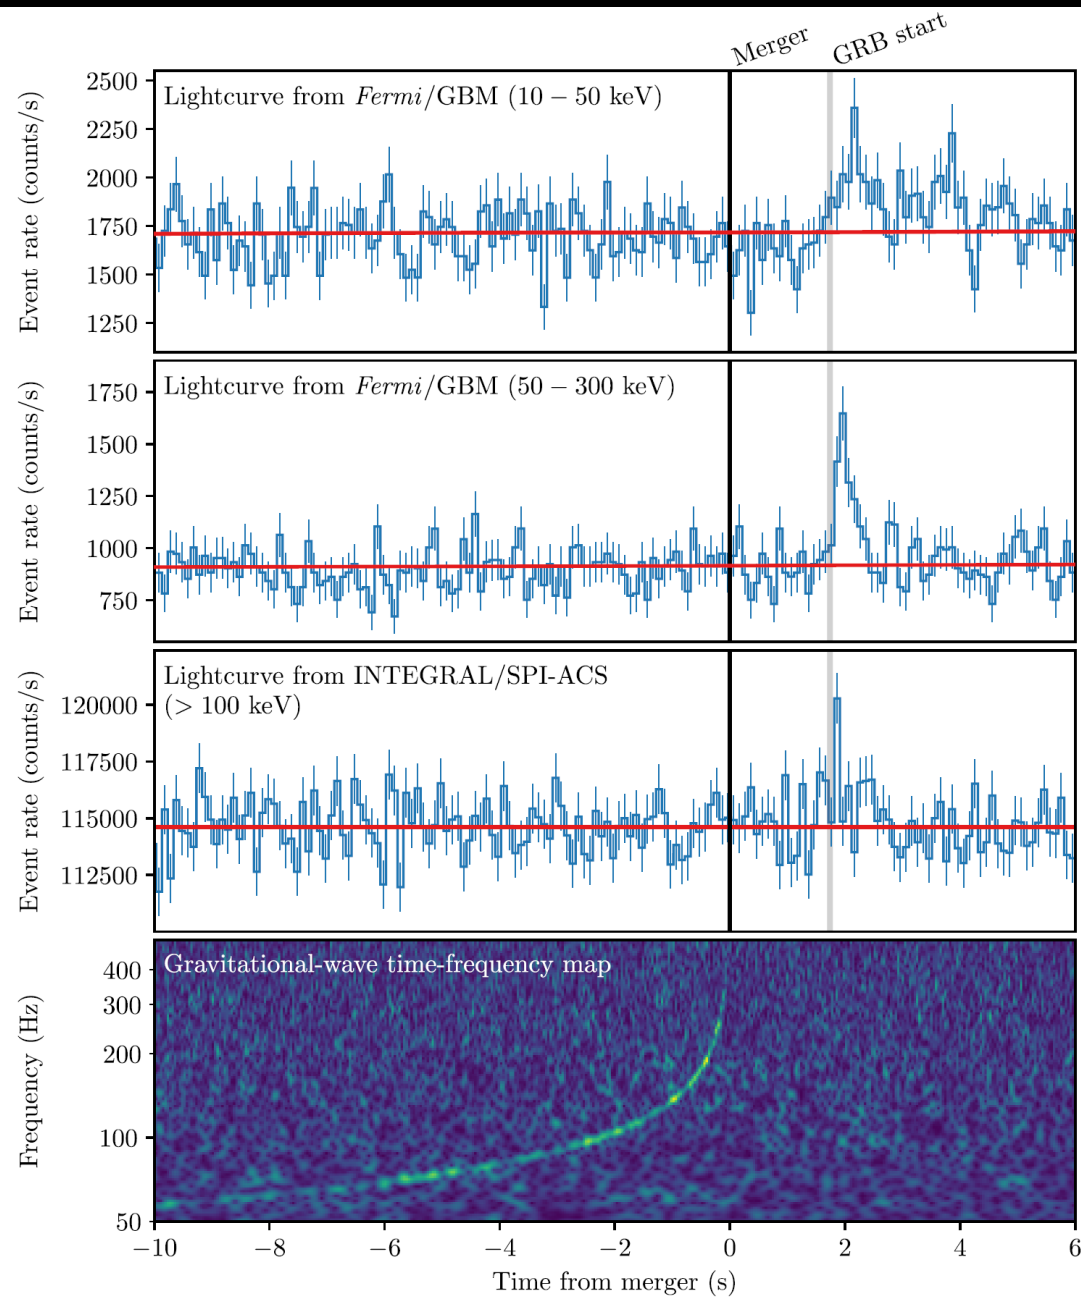 Merger
GRB start
Lightcurve from Fermi/GBM (10 − 50 keV)
Event rate (counts/s)
2500
2250
2000
1750
1500
1250
Lightcurve from Fermi/GBM (50 − 300 keV)
Event rate (counts/s)
1750
1500
1250
1000
750
Lightcurve from INTEGRAL/SPI-ACS
(> 100 keV)
Event rate (counts/s)
120000
117500
115000
112500
Gravitational-wave time-frequency map
Frequency (Hz)
400
300
200
100
50
−10 −8 −6 −4 −2 0 2 4 6
Time from merger (s)